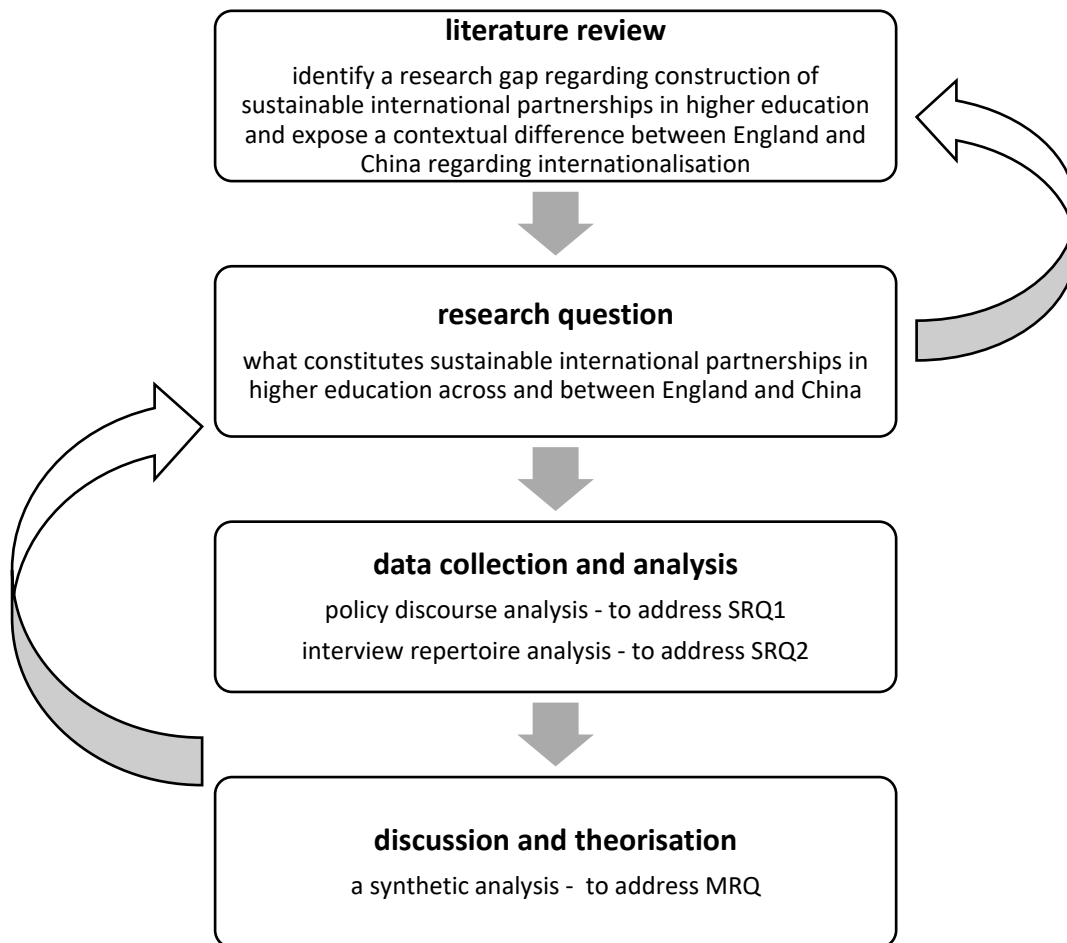 literature review
identify a research gap regarding construction of
sustainable international partnerships in higher education
and expose a contextual difference between England and
China regarding internationalisation
research question
what constitutes sustainable international partnerships in
higher education across and between England and China
data collection and analysis
policy discourse analysis - to address SRQ1
interview repertoire analysis - to address SRQ2
discussion and theorisation
a synthetic analysis -  to address MRQ